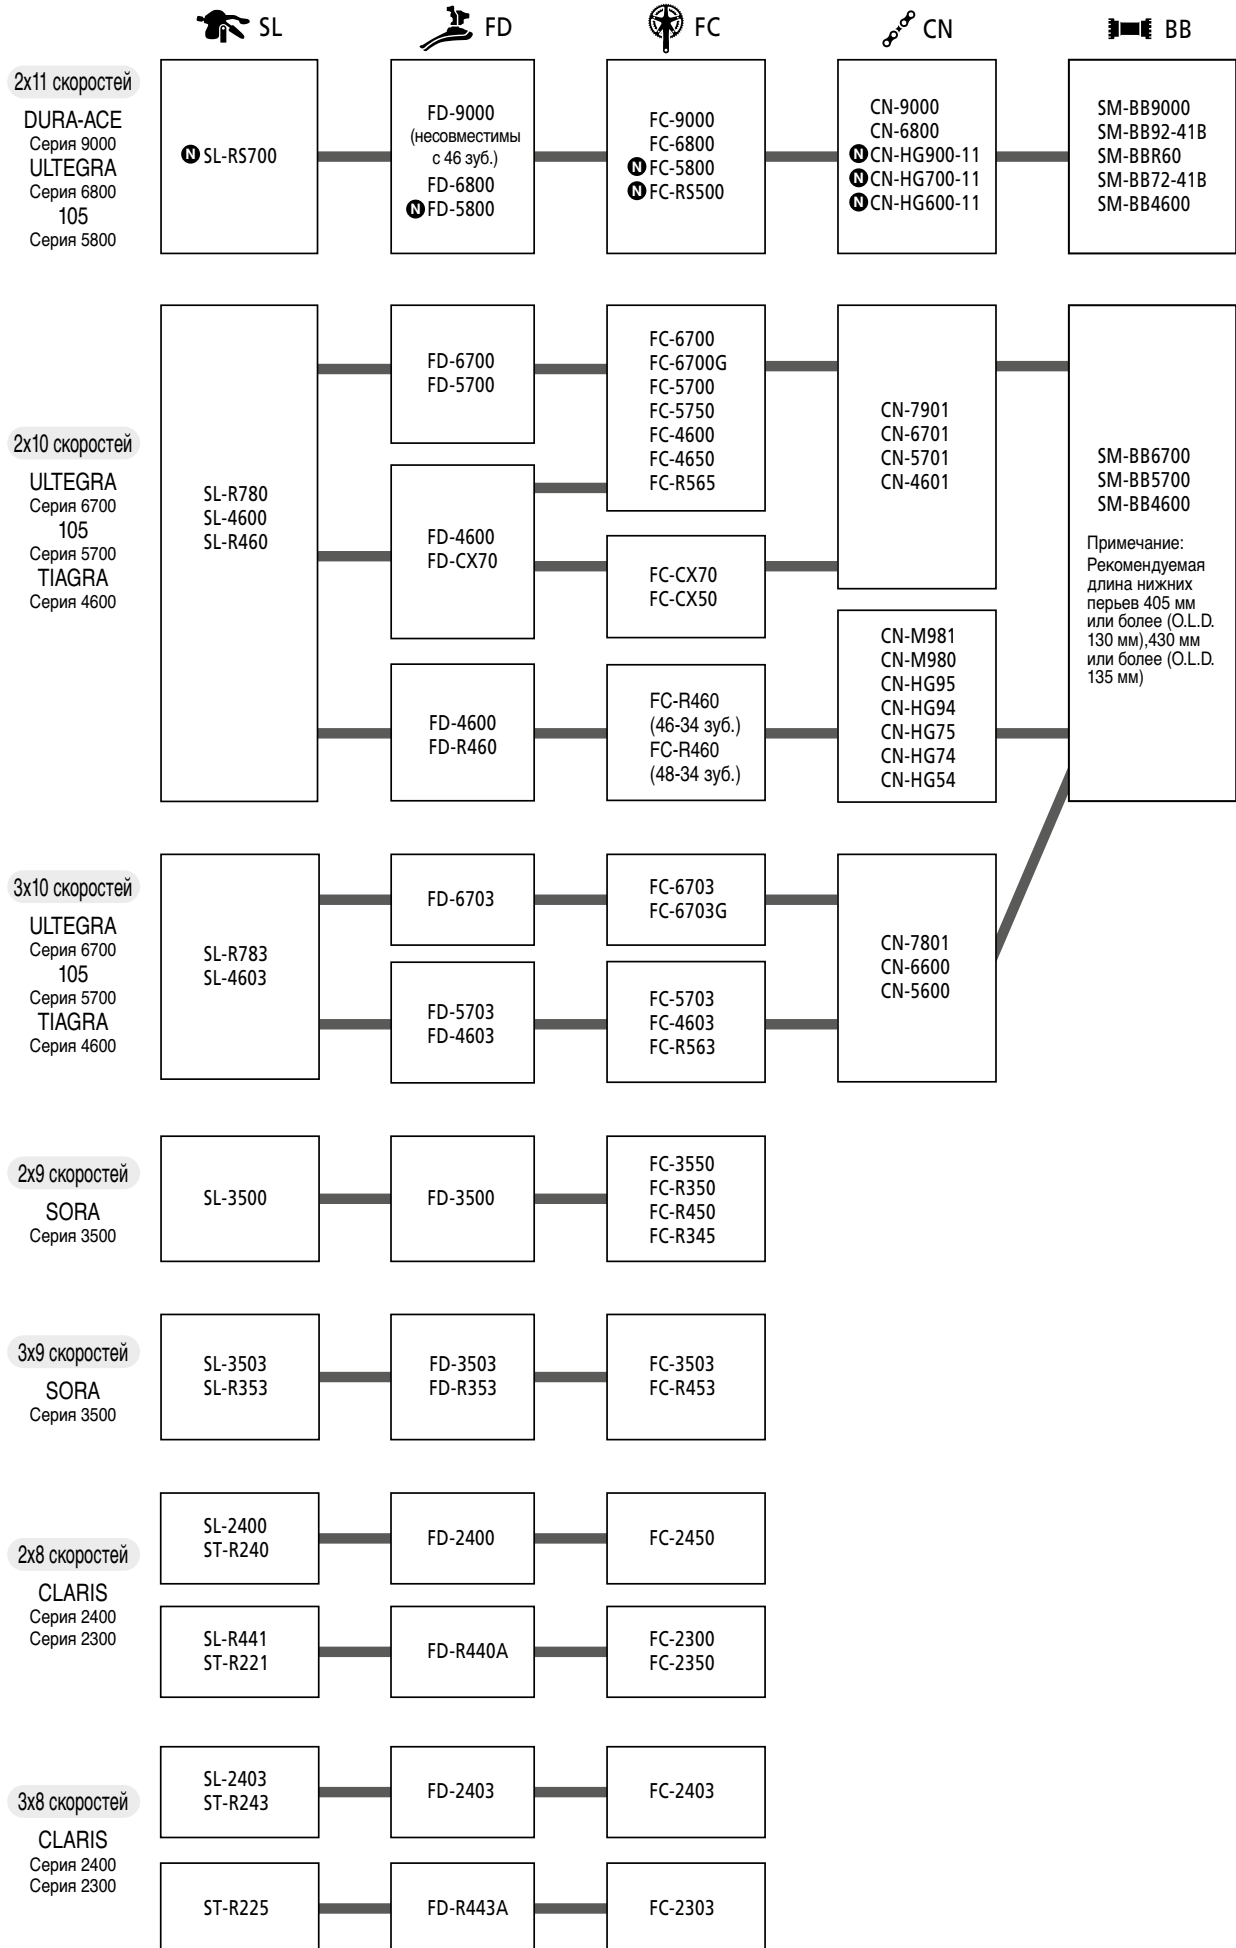 SL
FD
FC
CN
BB
2x11 скоростей
DURA-ACE
Серия 9000
ULTEGRA
Серия 6800
105
Серия 5800
N SL-RS700
FD-9000
(несовместимы
с 46 зуб.)
FD-6800
N FD-5800
FC-9000
FC-6800
N FC-5800
N FC-RS500
CN-9000
CN-6800
N CN-HG900-11
N CN-HG700-11
N CN-HG600-11
SM-BB9000
SM-BB92-41B
SM-BBR60
SM-BB72-41B
SM-BB4600
2x10 скоростей
ULTEGRA
Серия 6700
105
Серия 5700
TIAGRA
Серия 4600
SL-R780
SL-4600
SL-R460
FD-6700
FD-5700
FD-4600
FD-CX70
FD-4600
FD-R460
FC-6700
FC-6700G
FC-5700
FC-5750
FC-4600
FC-4650
FC-R565
FC-CX70
FC-CX50
FC-R460
(46-34 зуб.)
FC-R460
(48-34 зуб.)
CN-7901
CN-6701
CN-5701
CN-4601
CN-M981
CN-M980
CN-HG95
CN-HG94
CN-HG75
CN-HG74
CN-HG54
SM-BB6700
SM-BB5700
SM-BB4600
Примечание:
Рекомендуемая
длина нижних
перьев 405 мм
или более (O.L.D.
130 мм),430 мм
или более (O.L.D.
135 мм)
3x10 скоростей
ULTEGRA
Серия 6700
105
Серия 5700
TIAGRA
Серия 4600
SL-R783
SL-4603
FD-6703
FD-5703
FD-4603
FC-6703
FC-6703G
FC-5703
FC-4603
FC-R563
CN-7801
CN-6600
CN-5600
2x9 скоростей
SORA
Серия 3500
SL-3500
FD-3500
FC-3550
FC-R350
FC-R450
FC-R345
3x9 скоростей
SORA
Серия 3500
SL-3503
SL-R353
FD-3503
FD-R353
FC-3503
FC-R453
2x8 скоростей
CLARIS
Серия 2400
Серия 2300
SL-2400
ST-R240
FD-2400
FC-2450
SL-R441
ST-R221
FD-R440A
FC-2300
FC-2350
3x8 скоростей
CLARIS
Серия 2400
Серия 2300
SL-2403
ST-R243
FD-2403
FC-2403
ST-R225
FD-R443A
FC-2303